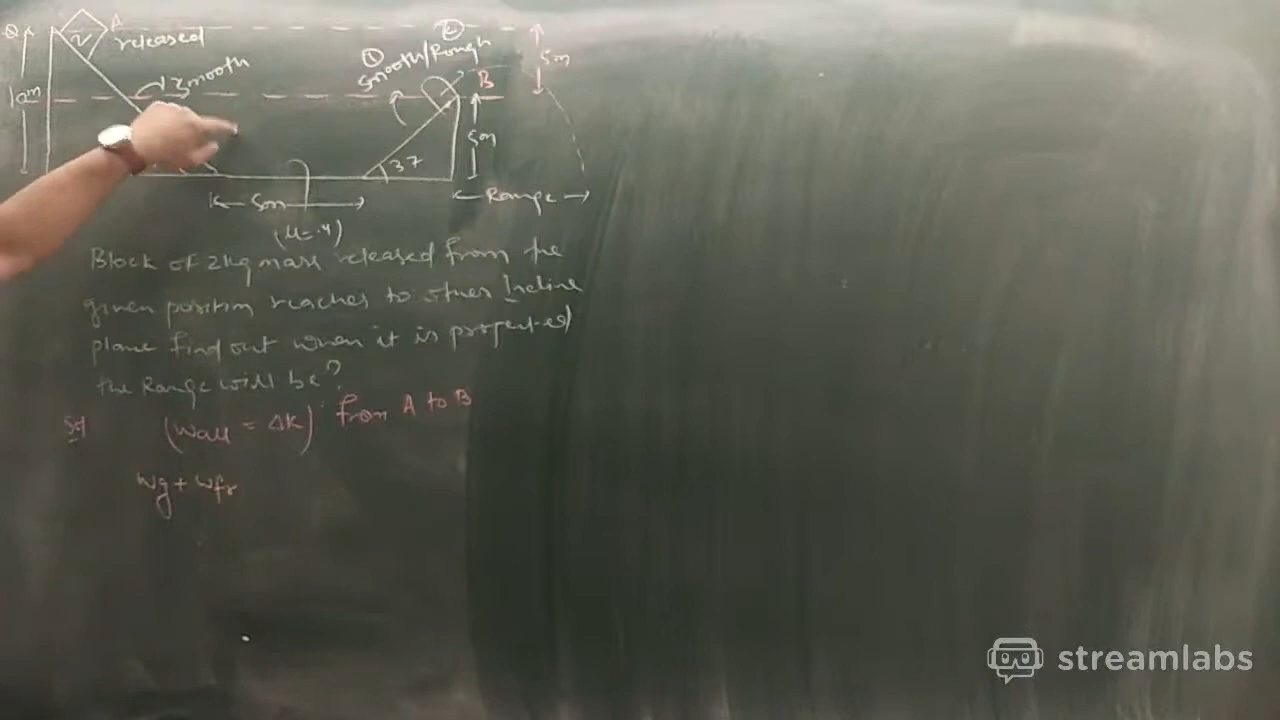 A
released
2
smooth
10m
①
②
smooth/Rough
B
5m
5m
37
5m
(μ=.4)
Range
Block of 2kg mass released from the
given position reaches to other Incline
plane find out when it is projected
the Range will be?
Sol
(Wall = ΔK) from A to B
Wg + Wfr
streamlabs